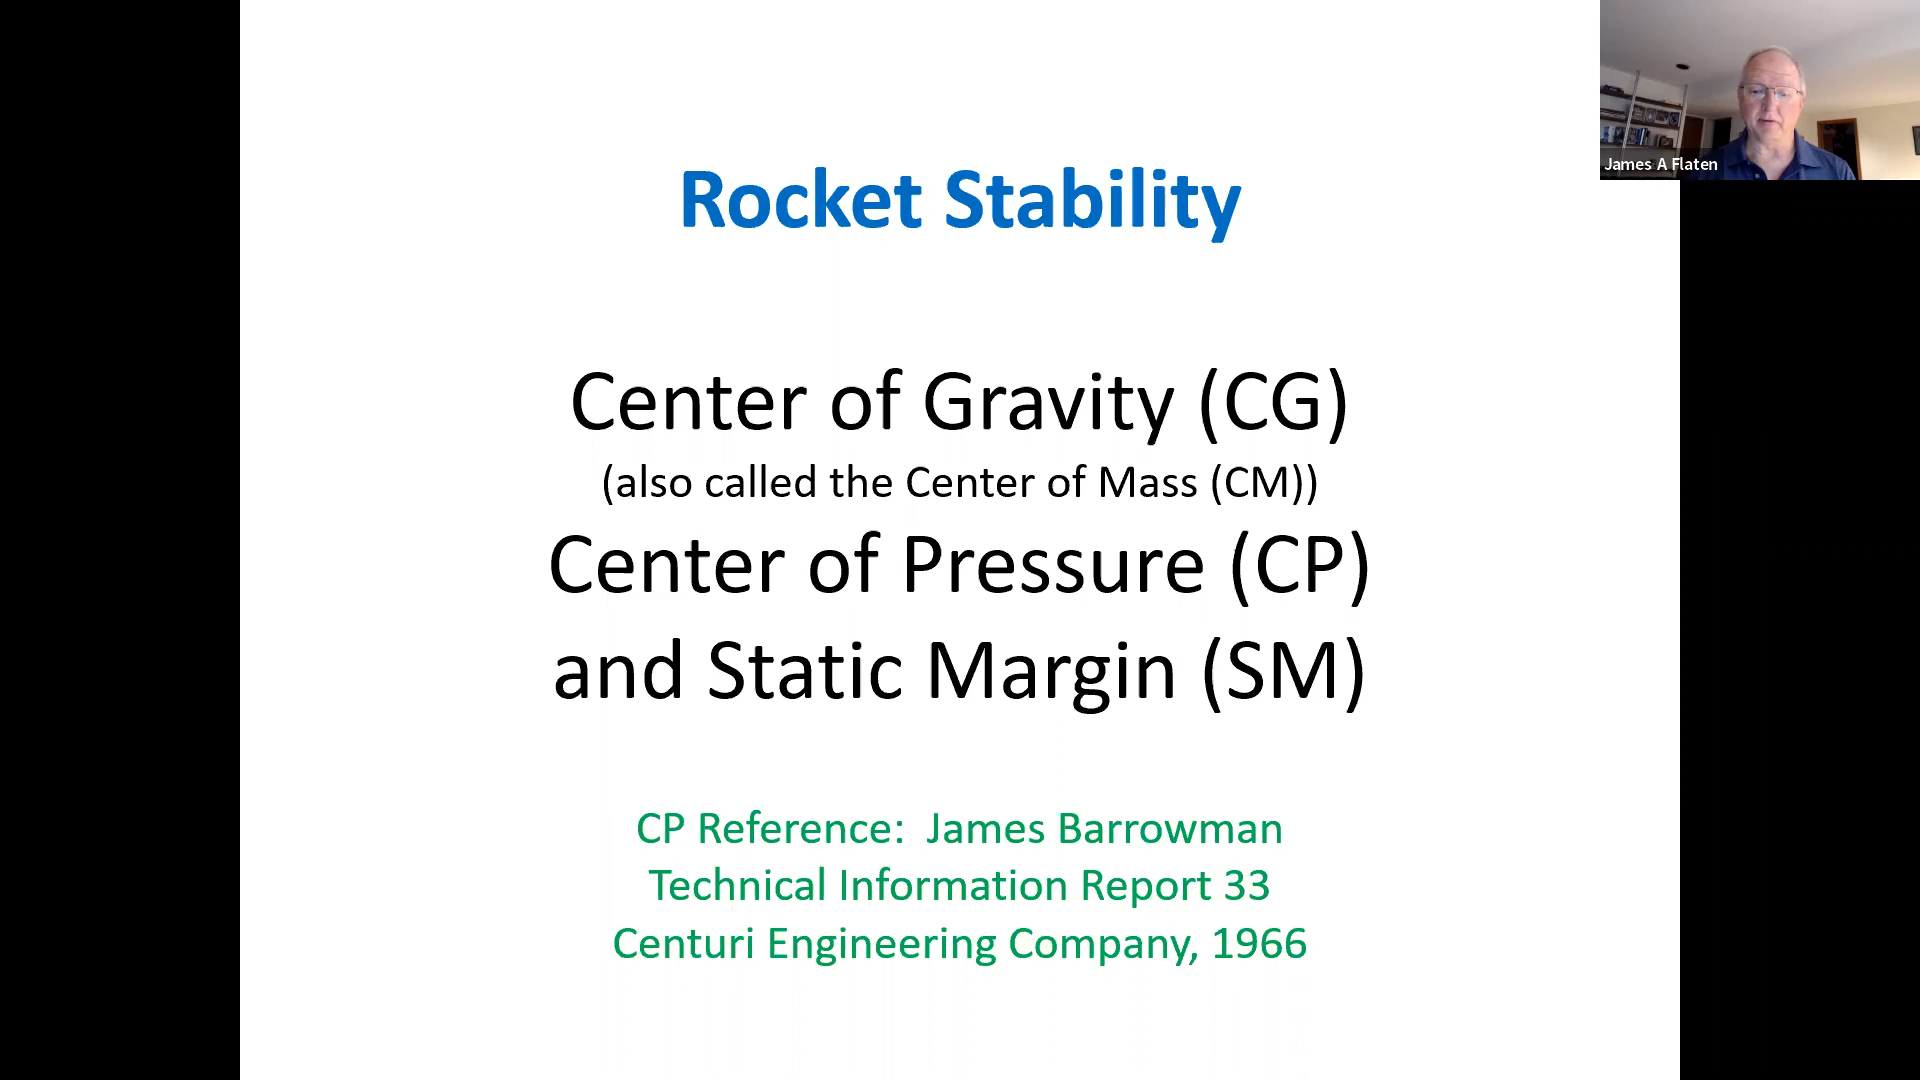 Rocket Stability
Center of Gravity (CG)
(also called the Center of Mass (CM))
Center of Pressure (CP)
and Static Margin (SM)
CP Reference: James Barrowman
Technical Information Report 33
Centuri Engineering Company, 1966
James A Flaten